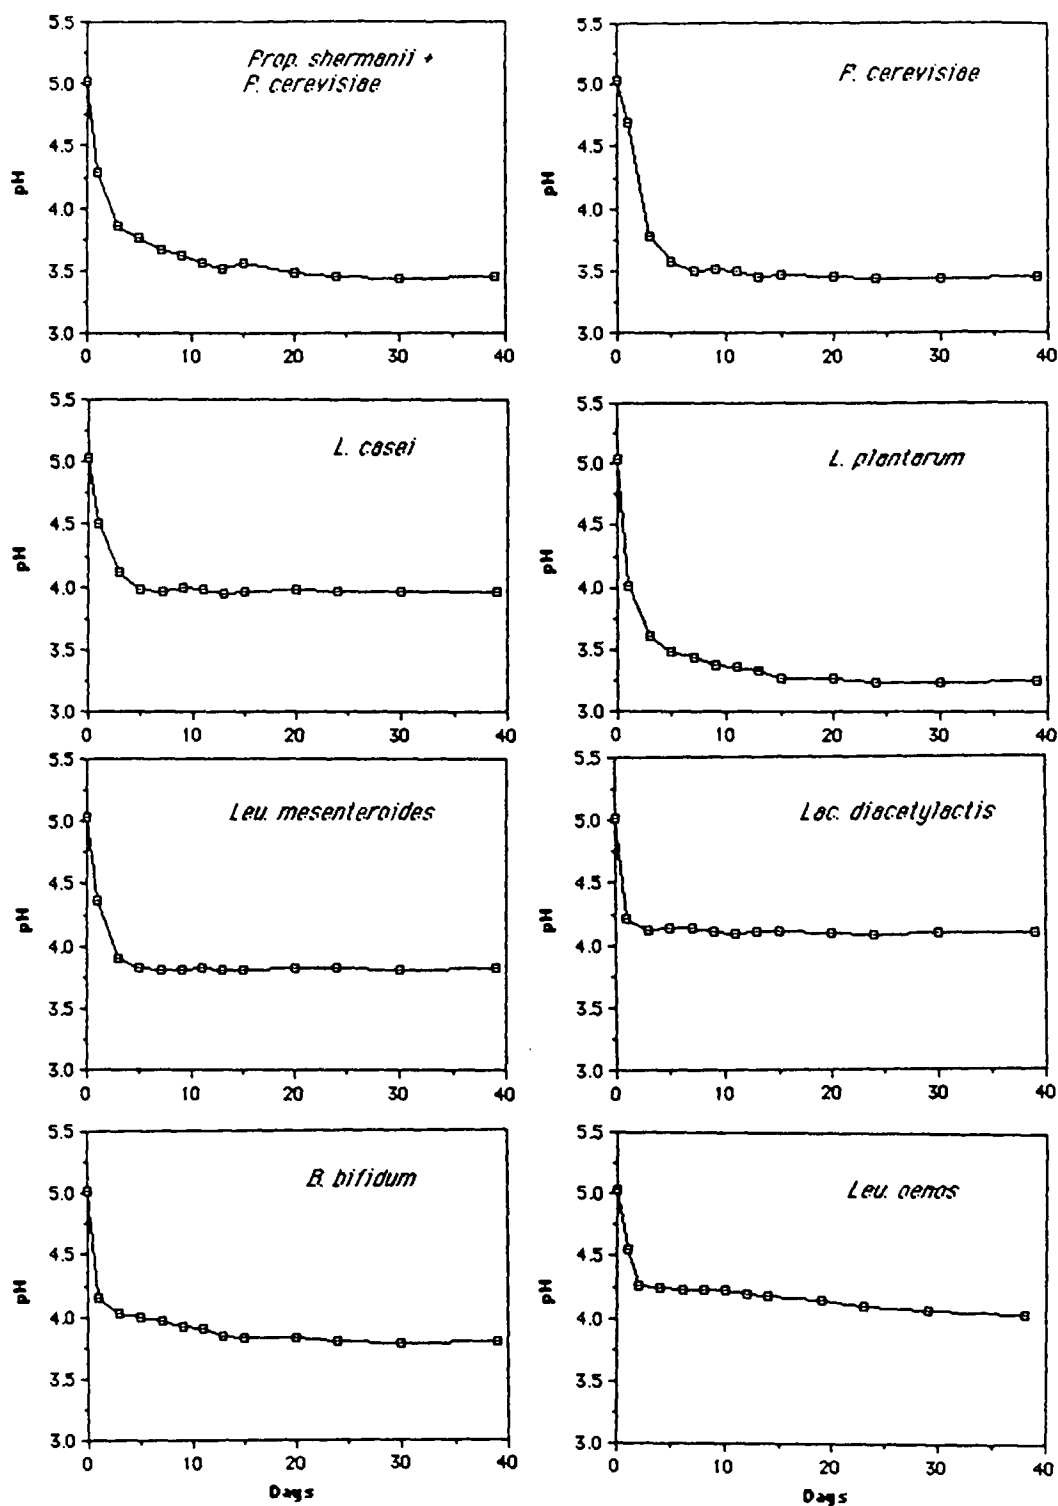 5.5
5.0
4.5
4.0
3.5
3.0
pH
Prop. shermanii +
P. cerevisiae
0 10 20 30 40
5.5
5.0
4.5
4.0
3.5
3.0
pH
P. cerevisiae
0 10 20 30 40
5.5
5.0
4.5
4.0
3.5
3.0
pH
L. casei
0 10 20 30 40
5.5
5.0
4.5
4.0
3.5
3.0
pH
L. plantarum
0 10 20 30 40
5.5
5.0
4.5
4.0
3.5
3.0
pH
Leu. mesenteroides
0 10 20 30 40
5.5
5.0
4.5
4.0
3.5
3.0
pH
Lac. diacetylactis
0 10 20 30 40
5.5
5.0
4.5
4.0
3.5
3.0
pH
B. bifidum
0 10 20 30 40
Days
5.5
5.0
4.5
4.0
3.5
3.0
pH
Leu. oenos
0 10 20 30 40
Days